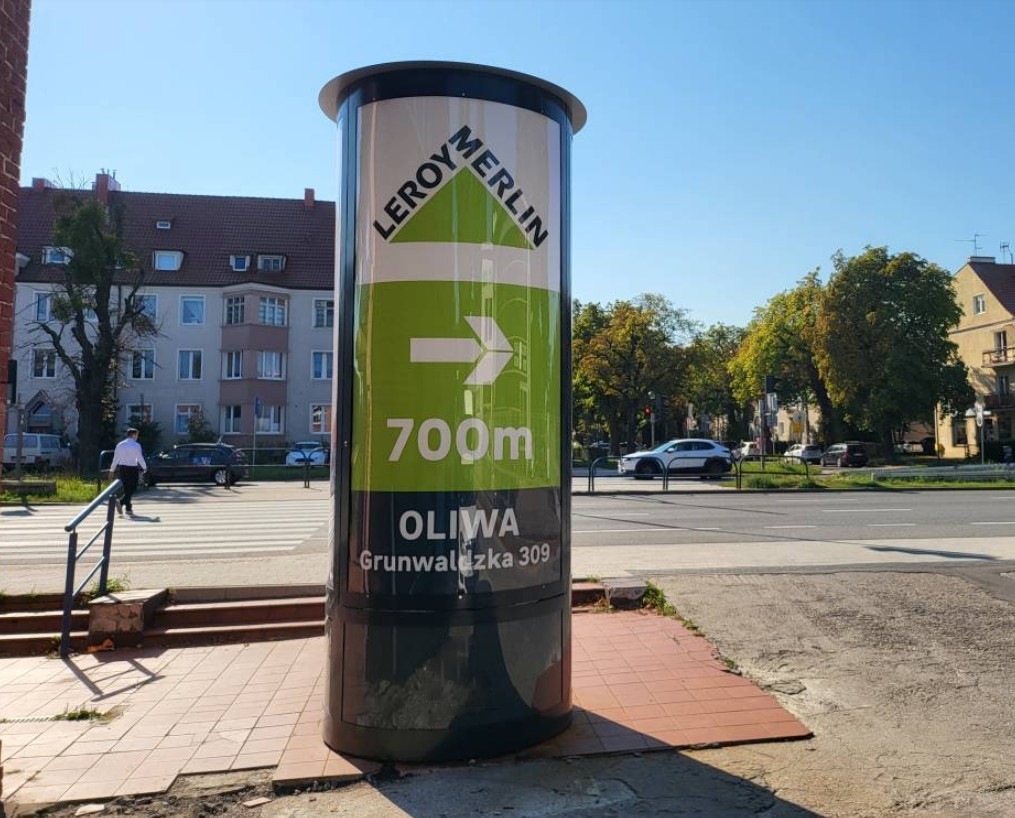 LEROY MERLIN
700m
OLIWA
Grunwaldzka 309